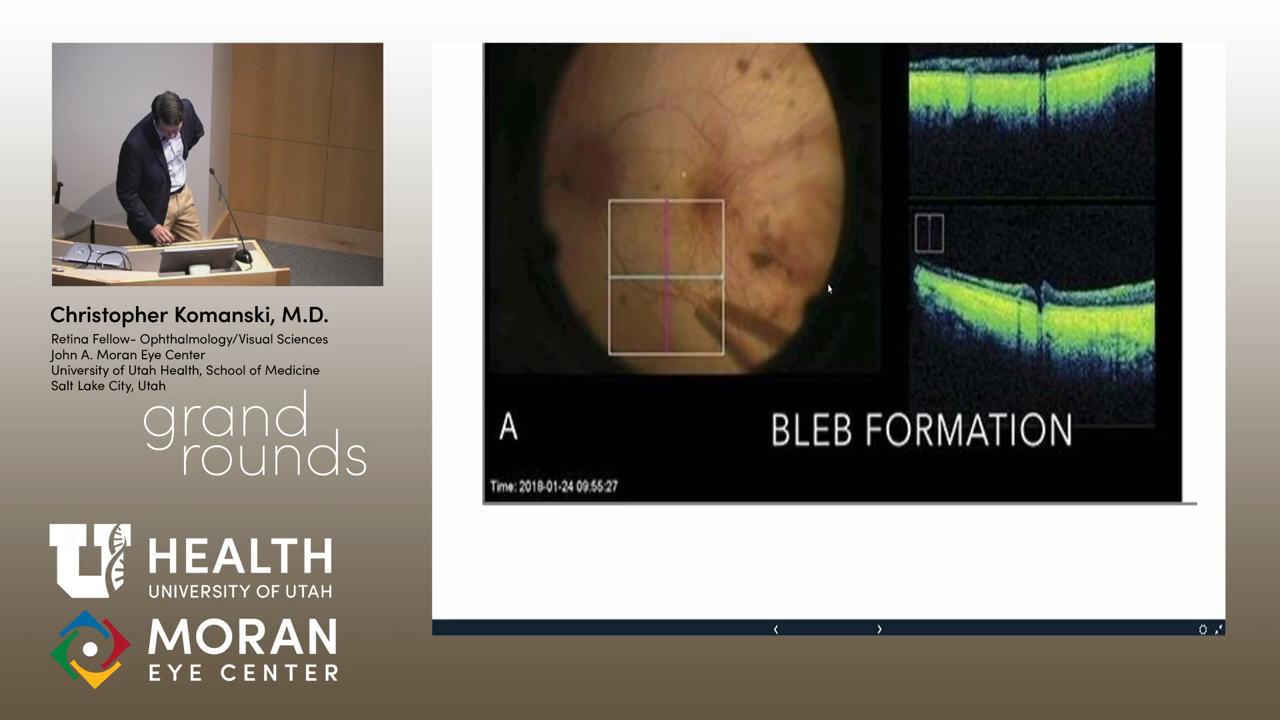 Christopher Komanski, M.D.
Retina Fellow- Ophthalmology/Visual Sciences
John A. Moran Eye Center
University of Utah Health, School of Medicine
Salt Lake City, Utah
grand
rounds
U
HEALTH
UNIVERSITY OF UTAH
MORAN
EYE CENTER
A
BLEB FORMATION
Time: 2018-01-24 09:55:27